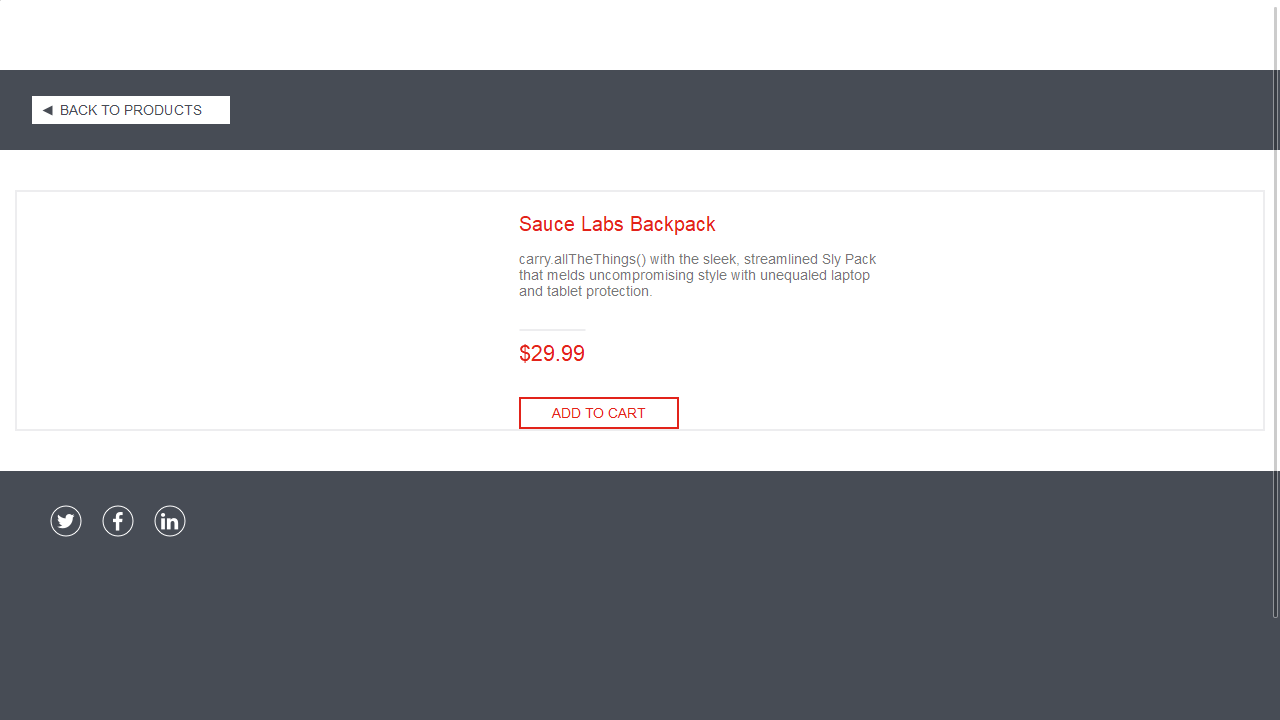 ◄ BACK TO PRODUCTS
Sauce Labs Backpack
carry.allTheThings() with the sleek, streamlined Sly Pack
that melds uncompromising style with unequaled laptop
and tablet protection.
$29.99
ADD TO CART